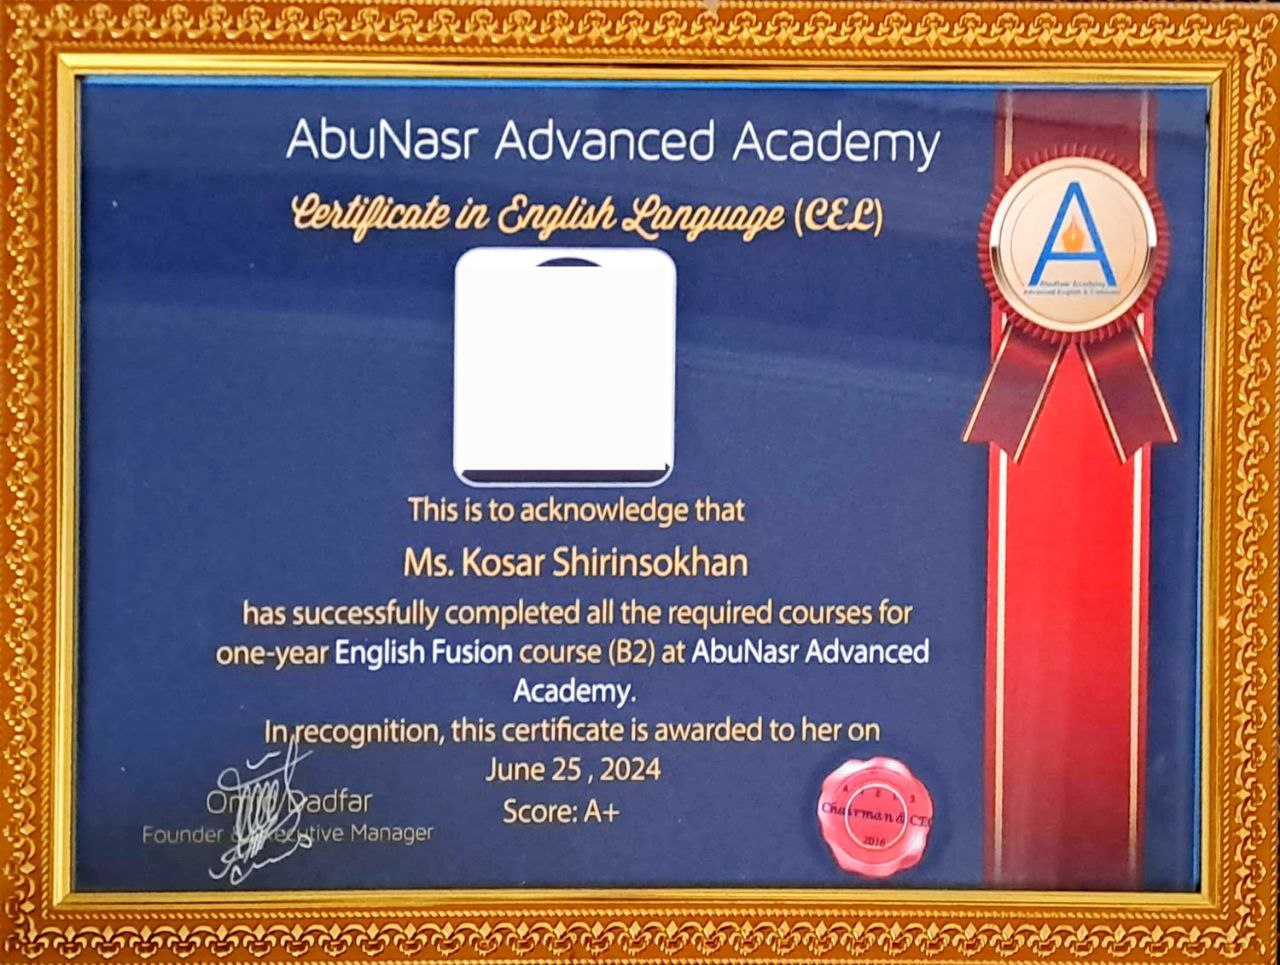 AbuNasr Advanced Academy
Certificate in English Language (CEL)
AbuNasr Academy
Advanced English & Computer
This is to acknowledge that
Ms. Kosar Shirinsokhan
has successfully completed all the required courses for
one-year English Fusion course (B2) at AbuNasr Advanced
Academy.
In recognition, this certificate is awarded to her on
June 25 , 2024
Score: A+
Omid Dadfar
Founder & Executive Manager
Chairman & CEO
2016